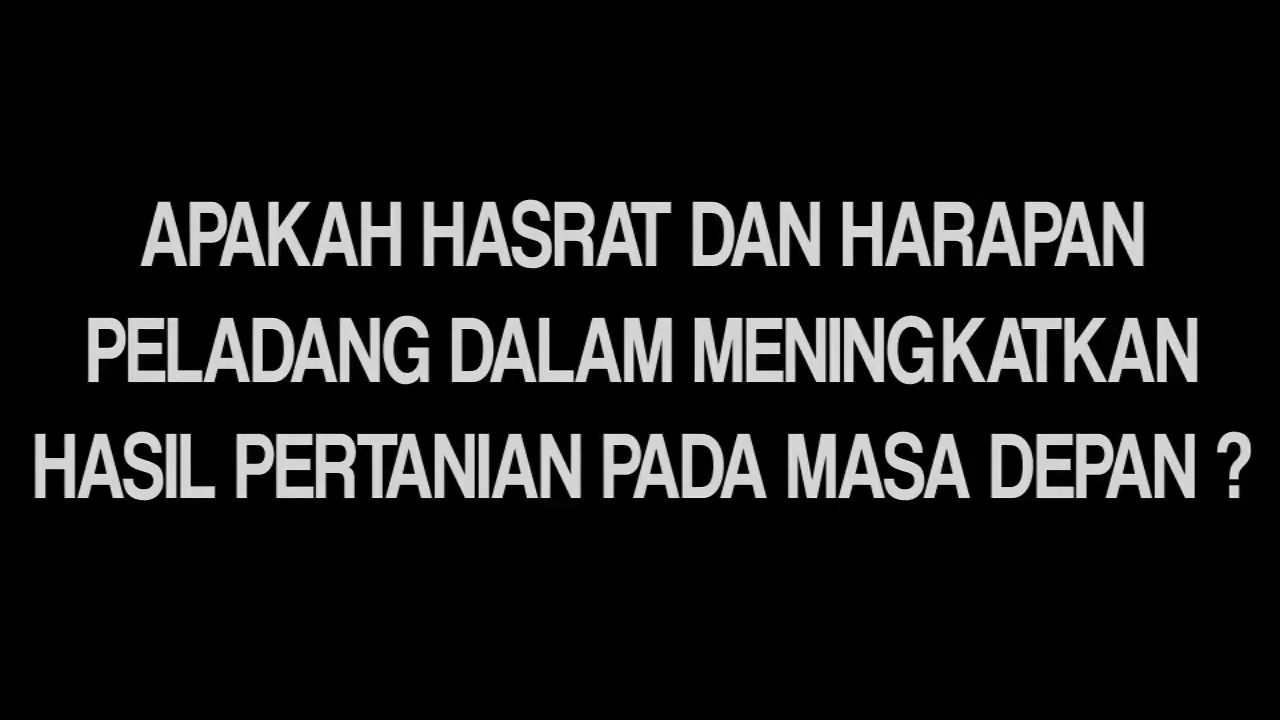 APAKAH HASRAT DAN HARAPAN
PELADANG DALAM MENINGKATKAN
HASIL PERTANIAN PADA MASA DEPAN ?